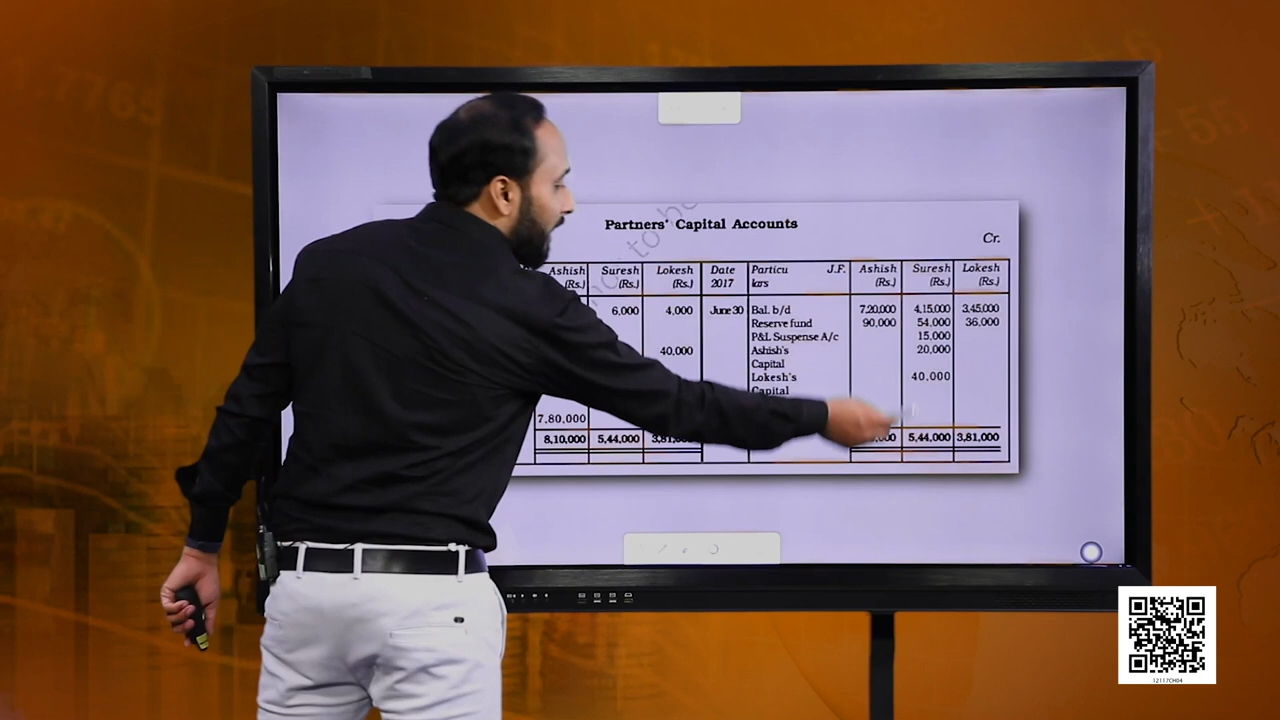 Partners' Capital Accounts
Cr.
Ashish Suresh Lokesh Date Particu J.F. Ashish Suresh Lokesh
(Rs.) (Rs.) (Rs.) 2017 lars (Rs.) (Rs.) (Rs.)
6,000 4,000 June 30 Bal. b/d 7,20,000 4,15,000 3,45,000
Reserve fund 90,000 54,000 36,000
P&L Suspense A/c 15,000
40,000 Ashish's 20,000
Capital
Lokesh's 40,000
Capital
7,80,000
8,10,000 5,44,000 5,44,000 3,81,000
12117CH04